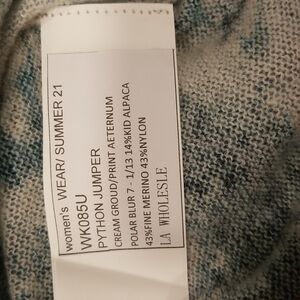 women's WEAR/ SUMMER 21
WK085U
PYTHON JUMPER
CREAM GROUD/PRINT AETERNUM
POLAR BLUR 7 - 1/13 14%KID ALPACA
43%FINE MERINO 43%NYLON
LA WHOLESLE